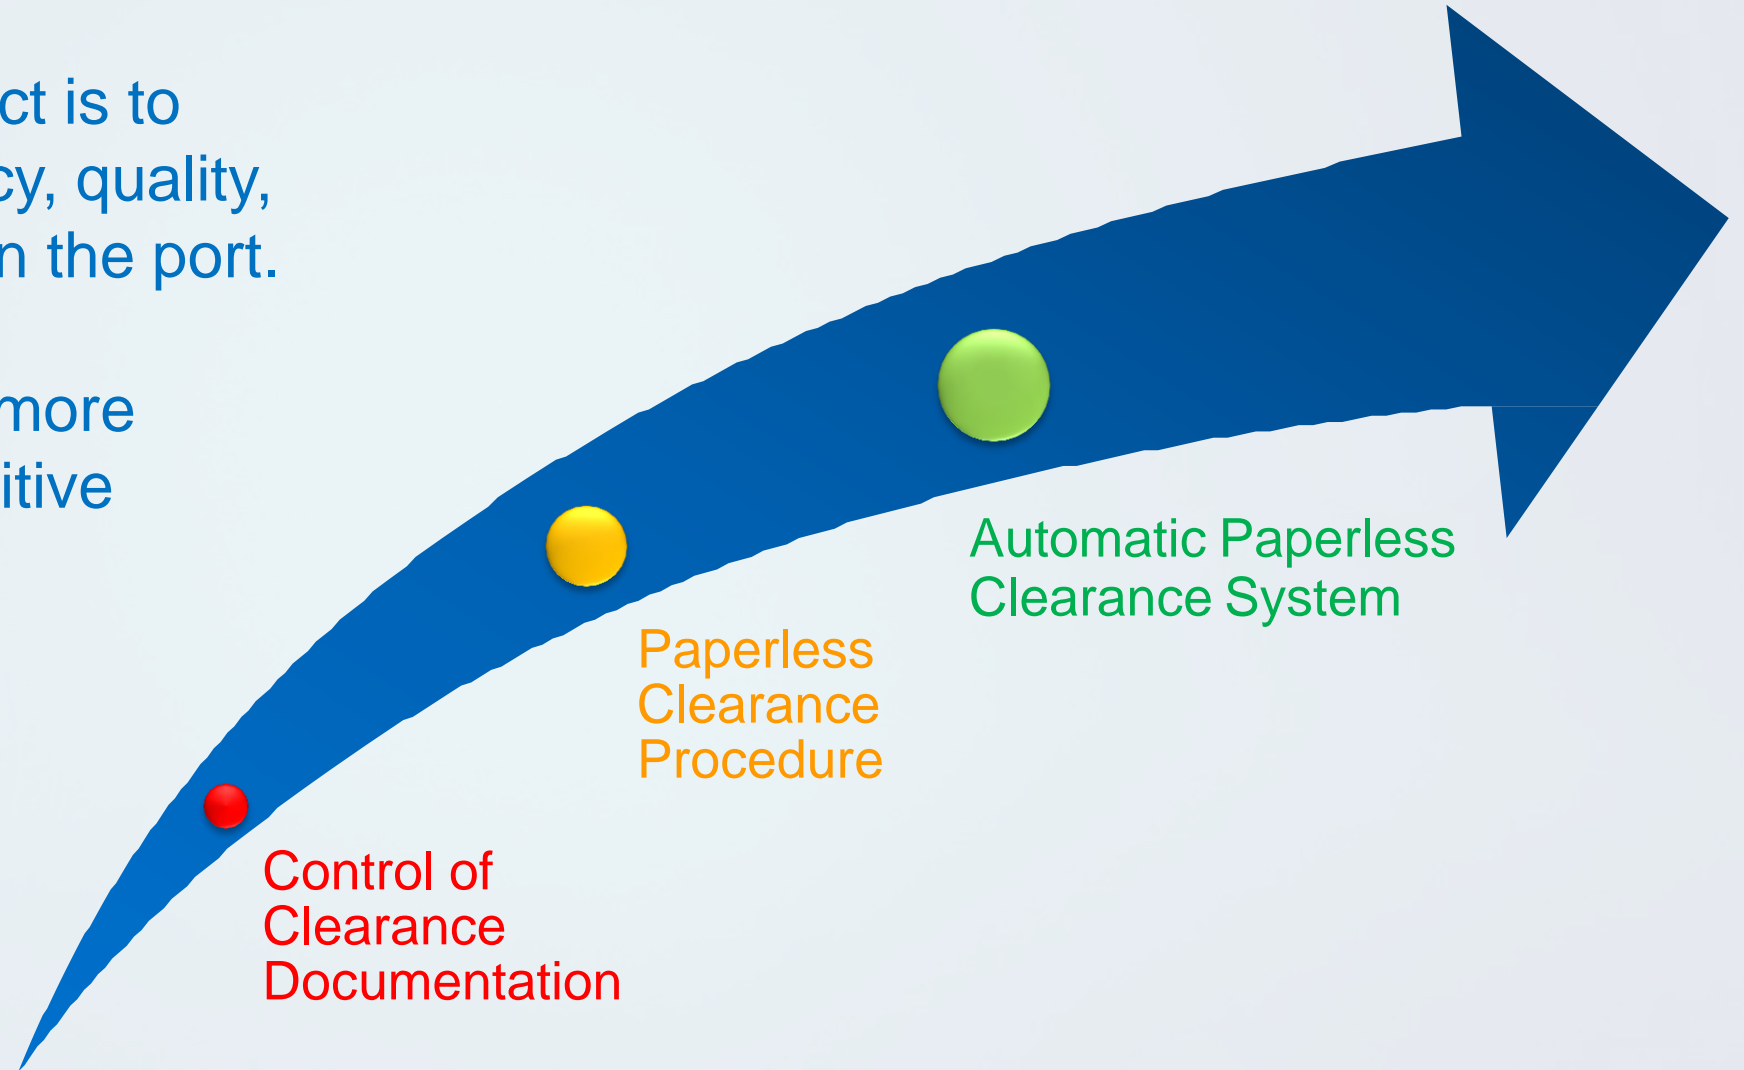 ct is to
cy, quality,
n the port.
more
itive
Automatic Paperless
Clearance System
Paperless
Clearance
Procedure
Control of
Clearance
Documentation